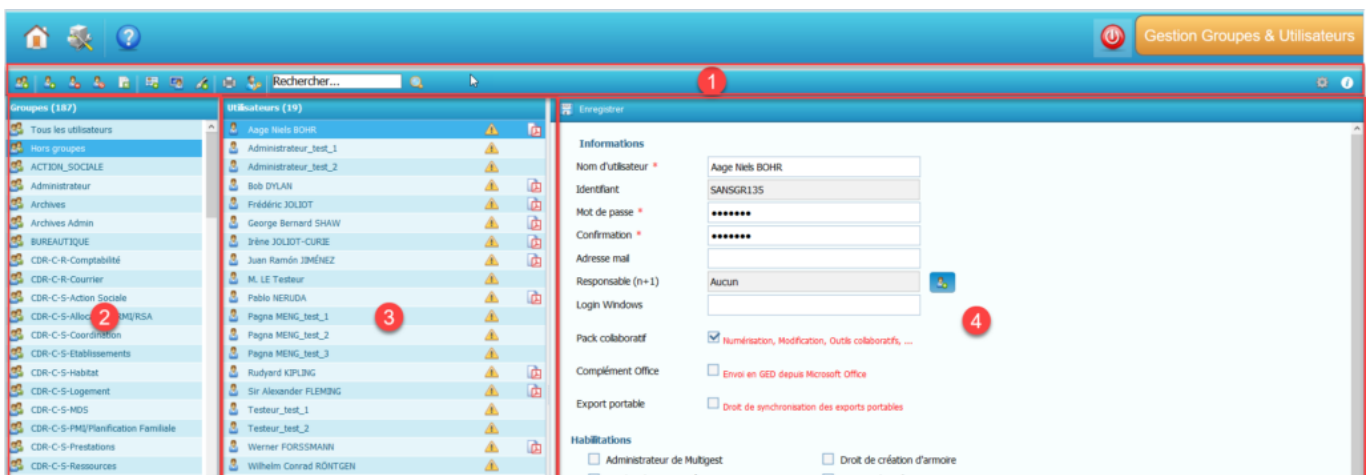 Gestion Groupes & Utilisateurs
Rechercher...
1
Groupes (187)
Tous les utilisateurs
Hors groupes
ACTION_SOCIALE
Administrateur
Archives
Archives Admin
BUREAUTIQUE
CDR-C-R-Comptabilité
CDR-C-R-Courrier
CDR-C-S-Action Sociale
CDR-C-S-Alloc RMI/RSA
2
CDR-C-S-Coordination
CDR-C-S-Etablissements
CDR-C-S-Habitat
CDR-C-S-Logement
CDR-C-S-MDS
CDR-C-S-PMI/Planification Familiale
CDR-C-S-Prestations
CDR-C-S-Ressources
Utilisateurs (19)
Aage Niels BOHR
Administrateur_test_1
Administrateur_test_2
Bob DYLAN
Frédéric JOLIOT
George Bernard SHAW
Irène JOLIOT-CURIE
Juan Ramón JIMÉNEZ
M. LE Testeur
Pablo NERUDA
Pagna MENG_test_1
3
Pagna MENG_test_2
Pagna MENG_test_3
Rudyard KIPLING
Sir Alexander FLEMING
Testeur_test_1
Testeur_test_2
Werner FORSSMANN
Wilhelm Conrad RÖNTGEN
Enregistrer
Informations
Nom d'utilisateur * Aage Niels BOHR
Identifiant SANSGR135
Mot de passe * •••••••
Confirmation * •••••••
Adresse mail
Responsable (n+1) Aucun
Login Windows
4
Pack collaboratif Numérisation, Modification, Outils collaboratifs, ...
Complément Office Envoi en GED depuis Microsoft Office
Export portable Droit de synchronisation des exports portables
Habilitations
Administrateur de Multigest Droit de création d'armoire